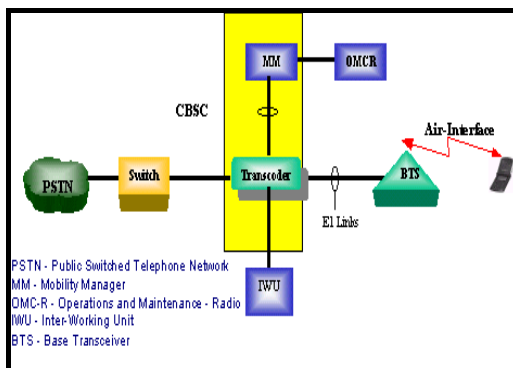 MM
OMCR
CBSC
Air-Interface
PSTN
Switch
Transcoder
BTS
E1 Links
IWU
PSTN - Public Switched Telephone Network
MM - Mobility Manager
OMC-R - Operations and Maintenance - Radio
IWU - Inter-Working Unit
BTS - Base Transceiver